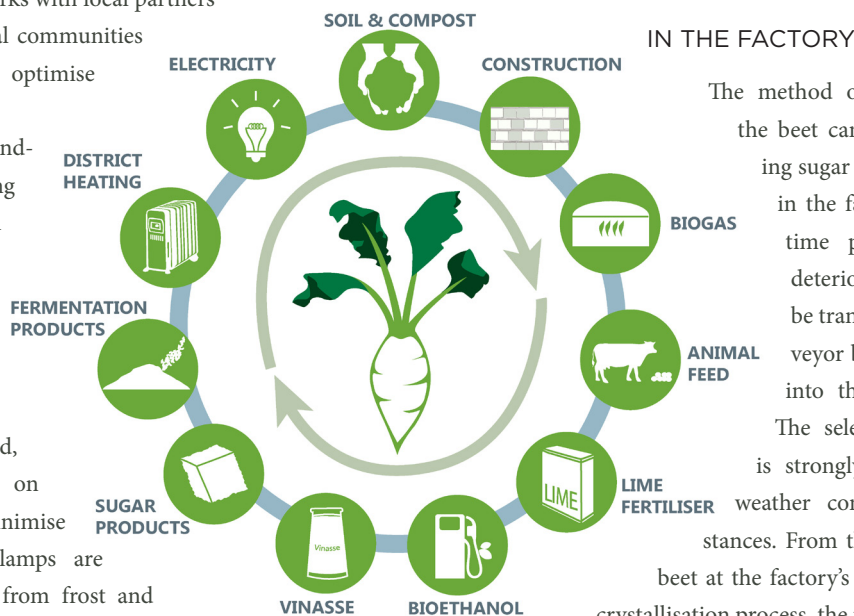 rks with local partners
al communities
optimise
nd-
ng
d,
on
nimise
lamps are
from frost and
SOIL & COMPOST
CONSTRUCTION
BIOGAS
ANIMAL
FEED
LIME
FERTILISER
LIME
BIOETHANOL
VINASSE
Vinasse
SUGAR
PRODUCTS
FERMENTATION
PRODUCTS
DISTRICT
HEATING
ELECTRICITY
IN THE FACTORY
The method o
the beet can
ing sugar
in the fa
time p
deterio
be tran
veyor b
into th
The sele
is strongly
weather con
stances. From t
beet at the factory's
crystallisation process, the